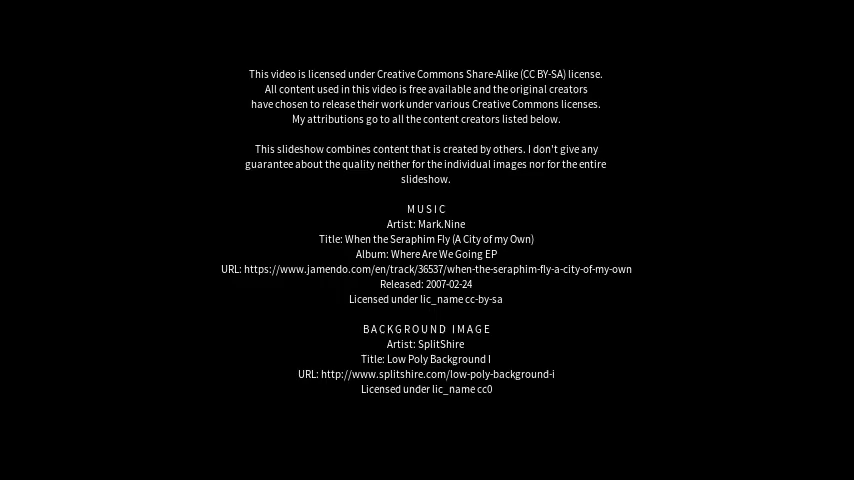 This video is licensed under Creative Commons Share-Alike (CC BY-SA) license.
All content used in this video is free available and the original creators
have chosen to release their work under various Creative Commons licenses.
My attributions go to all the content creators listed below.
This slideshow combines content that is created by others. I don't give any
guarantee about the quality neither for the individual images nor for the entire
slideshow.
MUSIC
Artist: Mark.Nine
Title: When the Seraphim Fly (A City of my Own)
Album: Where Are We Going EP
URL: https://www.jamendo.com/en/track/36537/when-the-seraphim-fly-a-city-of-my-own
Released: 2007-02-24
Licensed under lic_name cc-by-sa
BACKGROUND IMAGE
Artist: SplitShire
Title: Low Poly Background I
URL: http://www.splitshire.com/low-poly-background-i
Licensed under lic_name cc0